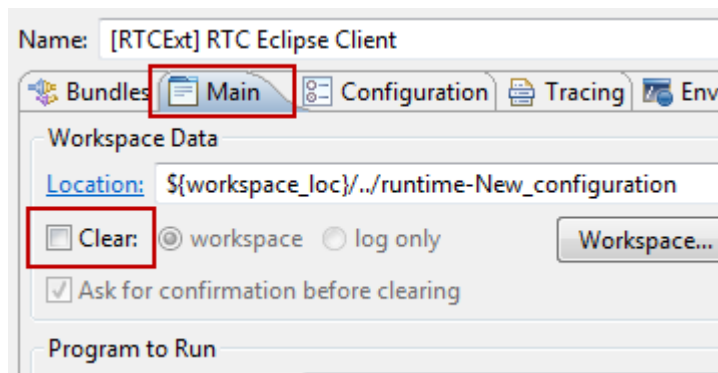 Name: [RTCExt] RTC Eclipse Client
Bundles Main Configuration Tracing Env
Workspace Data
Location: ${workspace_loc}/../runtime-New_configuration
Clear: workspace log only Workspace...
Ask for confirmation before clearing
Program to Run